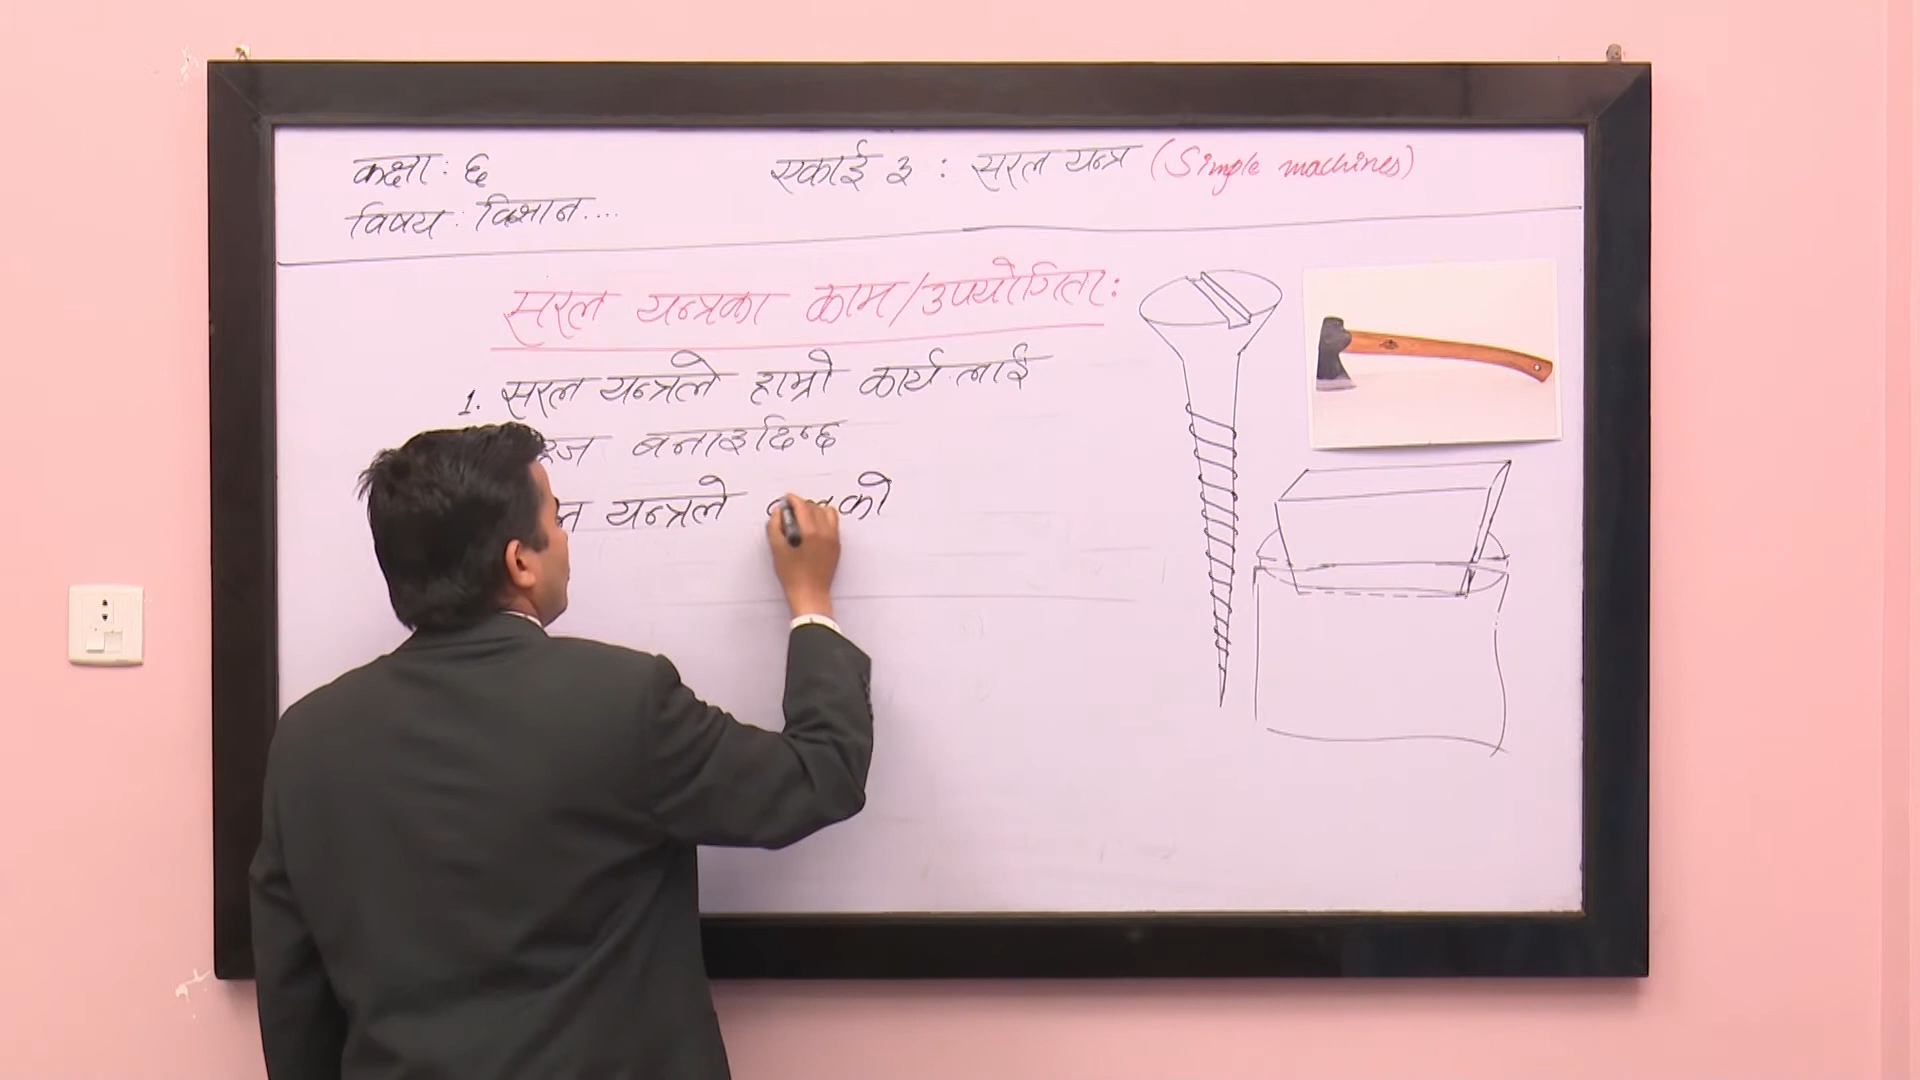 कक्षा: ६
एकाई ३ : सरल यन्त्र (Simple machines)
विषय: विज्ञान....
सरल यन्त्रका काम/उपयोगिता:
1. सरल यन्त्रले हाम्रो कार्य लाई
बनाइदिन्छ
यन्त्रले